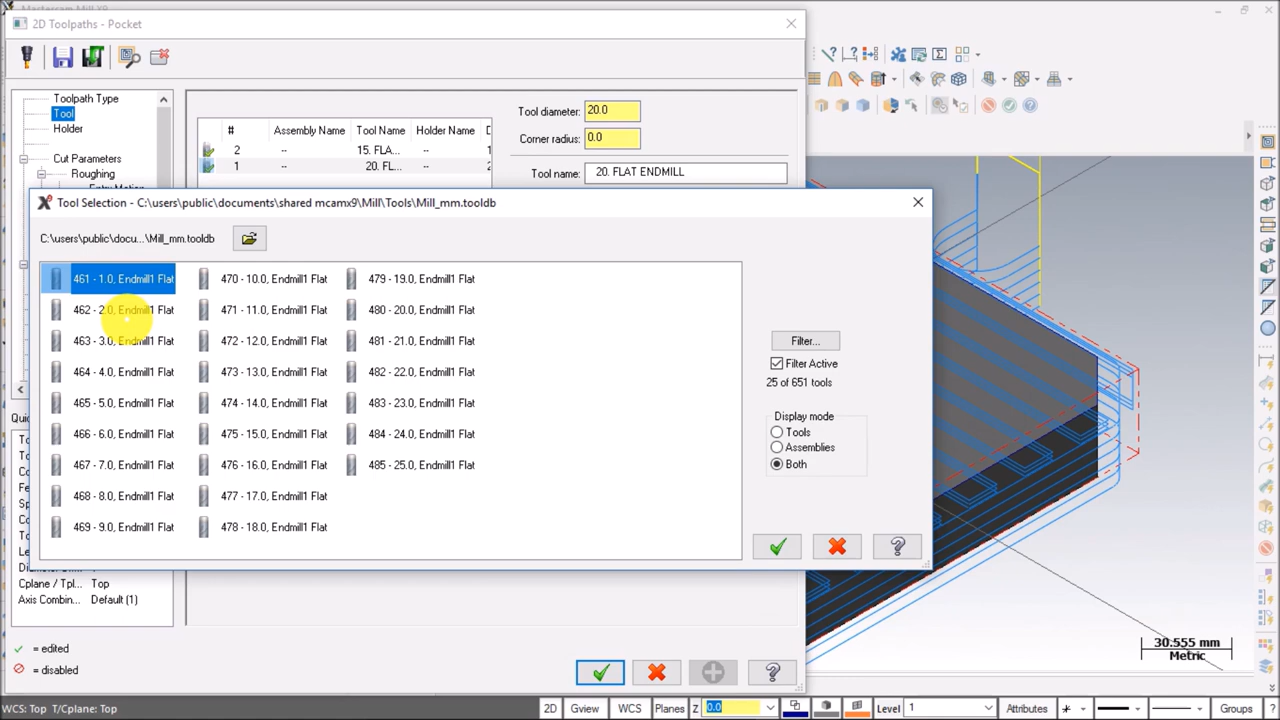 Mastercam Mill X9
2D Toolpaths - Pocket
Toolpath Type
Tool
Holder
Cut Parameters
Roughing
Entry Motion
# Assembly Name Tool Name Holder Name D
2 -- 15. FLA... -- 1
1 -- 20. FL... -- 2
Tool diameter: 20.0
Corner radius: 0.0
Tool name: 20. FLAT ENDMILL
Tool Selection - C:\users\public\documents\shared mcamx9\Mill\Tools\Mill_mm.tooldb
C:\users\public\docu...\Mill_mm.tooldb
461 - 1.0, Endmill1 Flat
462 - 2.0, Endmill1 Flat
463 - 3.0, Endmill1 Flat
464 - 4.0, Endmill1 Flat
465 - 5.0, Endmill1 Flat
466 - 6.0, Endmill1 Flat
467 - 7.0, Endmill1 Flat
468 - 8.0, Endmill1 Flat
469 - 9.0, Endmill1 Flat
470 - 10.0, Endmill1 Flat
471 - 11.0, Endmill1 Flat
472 - 12.0, Endmill1 Flat
473 - 13.0, Endmill1 Flat
474 - 14.0, Endmill1 Flat
475 - 15.0, Endmill1 Flat
476 - 16.0, Endmill1 Flat
477 - 17.0, Endmill1 Flat
478 - 18.0, Endmill1 Flat
479 - 19.0, Endmill1 Flat
480 - 20.0, Endmill1 Flat
481 - 21.0, Endmill1 Flat
482 - 22.0, Endmill1 Flat
483 - 23.0, Endmill1 Flat
484 - 24.0, Endmill1 Flat
485 - 25.0, Endmill1 Flat
Filter...
Filter Active
25 of 651 tools
Display mode
Tools
Assemblies
Both
Cplane / Tpl... Top
Axis Combin... Default (1)
= edited
= disabled
30.555 mm
Metric
WCS: Top T/Cplane: Top
2D Gview WCS Planes Z 0.0 Level 1 Attributes Groups